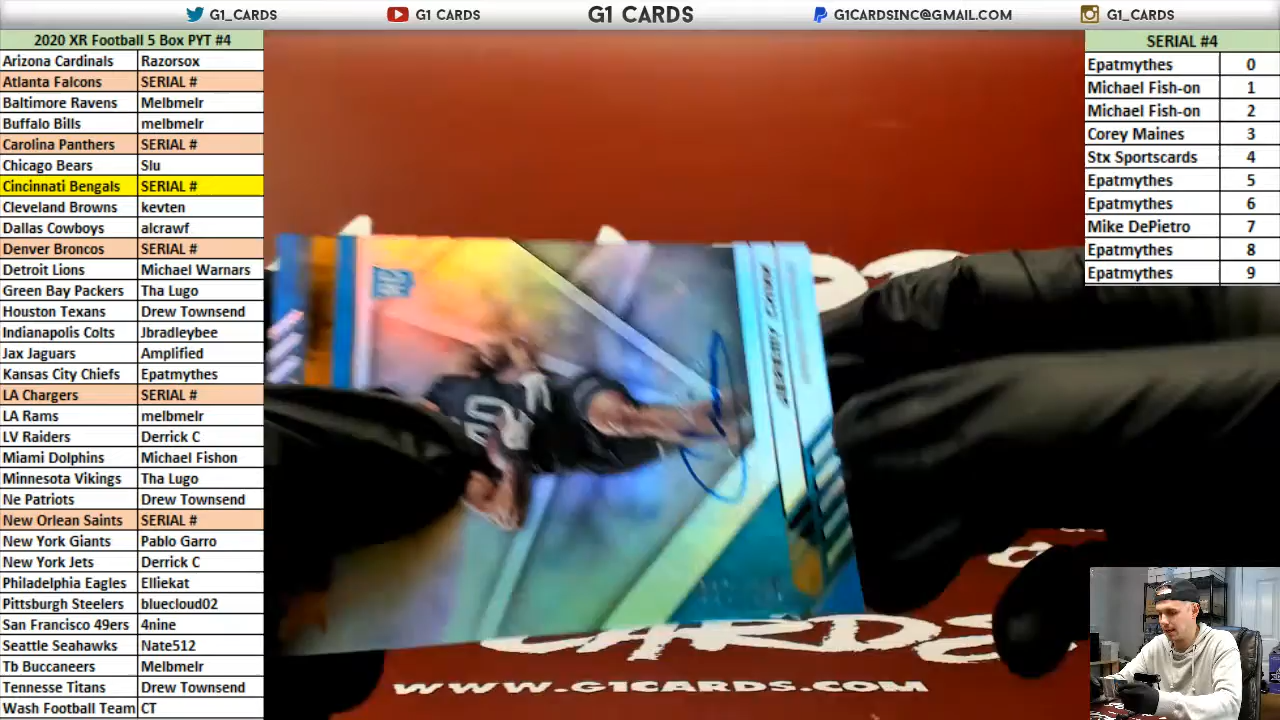 G1_CARDS
G1 CARDS
G1 CARDS
G1CARDSINC@GMAIL.COM
G1_CARDS
2020 XR Football 5 Box PYT #4
Arizona Cardinals Razorsox
Atlanta Falcons SERIAL #
Baltimore Ravens Melbmelr
Buffalo Bills melbmelr
Carolina Panthers SERIAL #
Chicago Bears Slu
Cincinnati Bengals SERIAL #
Cleveland Browns kevten
Dallas Cowboys alcrawf
Denver Broncos SERIAL #
Detroit Lions Michael Warnars
Green Bay Packers Tha Lugo
Houston Texans Drew Townsend
Indianapolis Colts Jbradleybee
Jax Jaguars Amplified
Kansas City Chiefs Epatmythes
LA Chargers SERIAL #
LA Rams melbmelr
LV Raiders Derrick C
Miami Dolphins Michael Fishon
Minnesota Vikings Tha Lugo
Ne Patriots Drew Townsend
New Orlean Saints SERIAL #
New York Giants Pablo Garro
New York Jets Derrick C
Philadelphia Eagles Elliekat
Pittsburgh Steelers bluecloud02
San Francisco 49ers 4nine
Seattle Seahawks Nate512
Tb Buccaneers Melbmelr
Tennesse Titans Drew Townsend
Wash Football Team CT
SERIAL #4
Epatmythes 0
Michael Fish-on 1
Michael Fish-on 2
Corey Maines 3
Stx Sportscards 4
Epatmythes 5
Epatmythes 6
Mike DePietro 7
Epatmythes 8
Epatmythes 9
CARDS
WWW.G1CARDS.COM